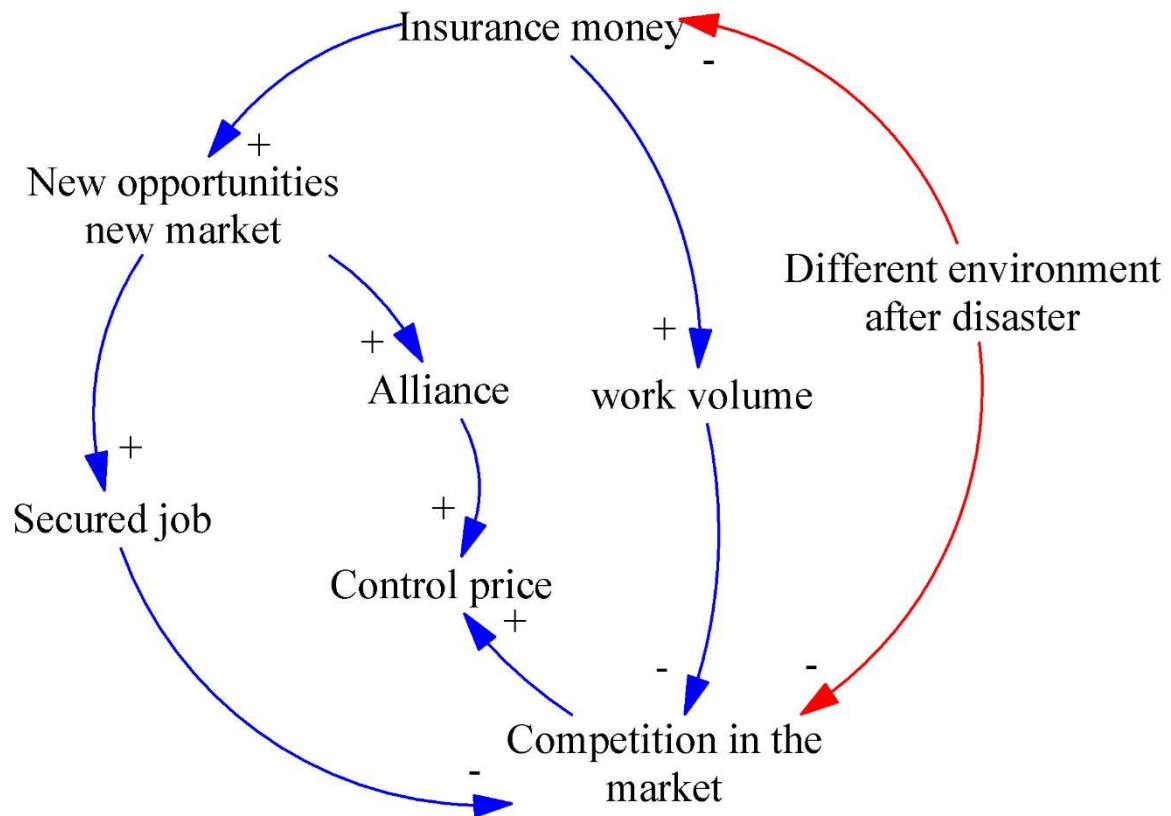 Insurance money
-
+
New opportunities
new market
Different environment
after disaster
+
+
Alliance
work volume
+
Secured job
+
Control price
+
-
-
Competition in the
market
-